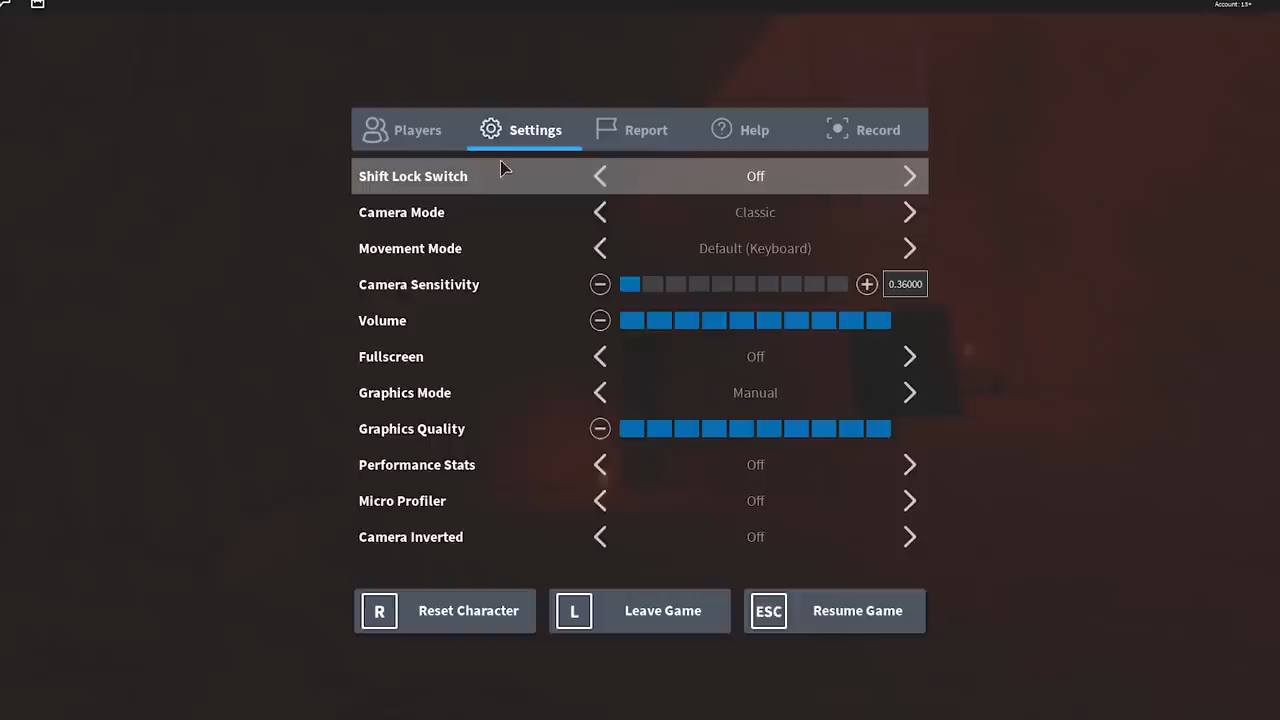 Account: 13+
Players Settings Report Help Record
Shift Lock Switch Off
Camera Mode Classic
Movement Mode Default (Keyboard)
Camera Sensitivity 0.36000
Volume
Fullscreen Off
Graphics Mode Manual
Graphics Quality
Performance Stats Off
Micro Profiler Off
Camera Inverted Off
R Reset Character L Leave Game ESC Resume Game